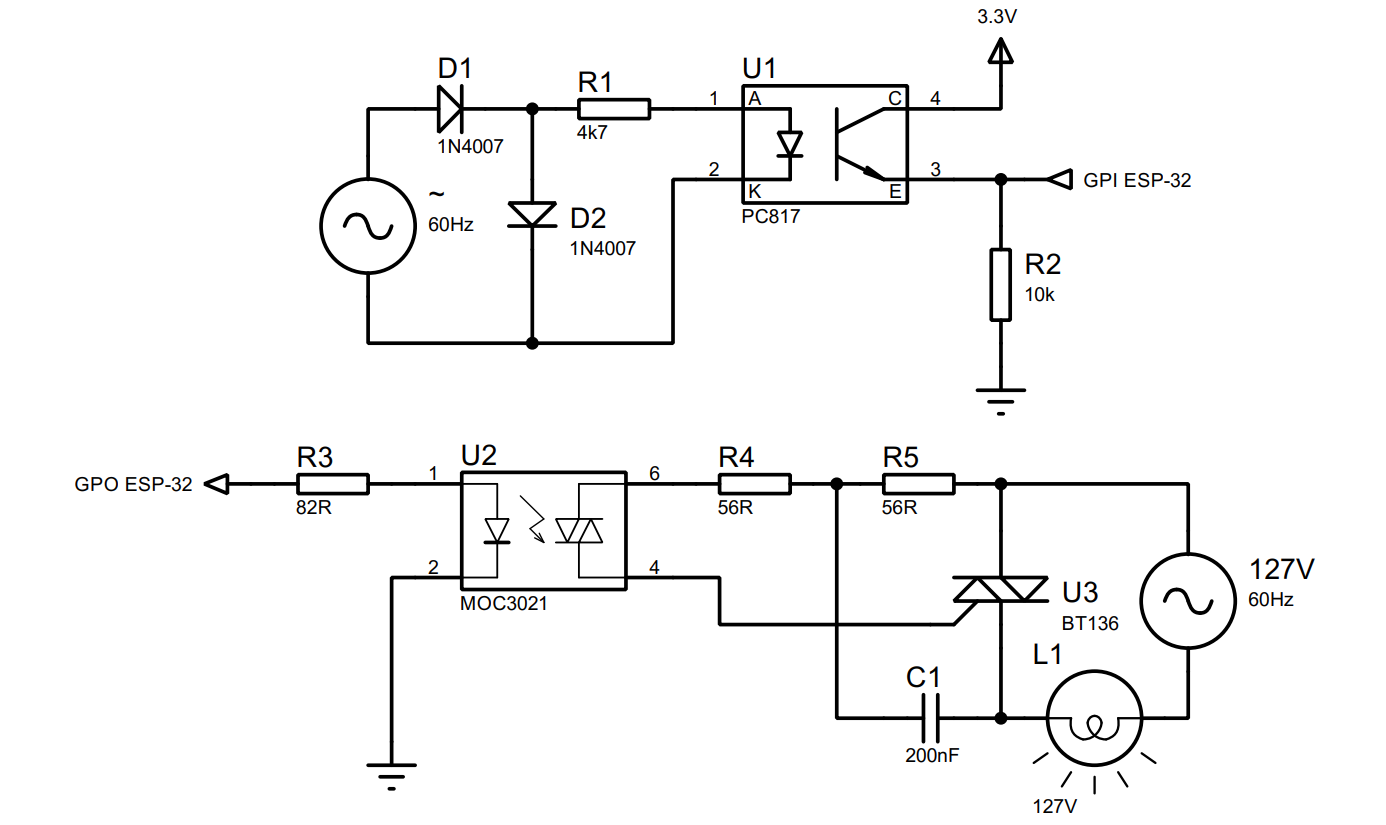 3.3V
D1
R1
U1
1
A
C
4
4k7
1N4007
2
K
E
3
GPI ESP-32
PC817
~
60Hz
D2
1N4007
R2
10k
R3
U2
1
6
R4
R5
GPO ESP-32
82R
56R
56R
2
4
MOC3021
127V
60Hz
U3
BT136
L1
C1
200nF
127V